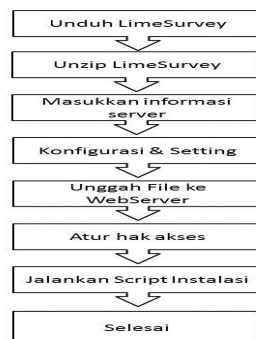 Unduh LimeSurvey
Unzip LimeSurvey
Masukkan informasi
server
Konfigurasi & Setting
Unggah File ke
WebServer
Atur hak akses
Jalankan Script Instalasi
Selesai